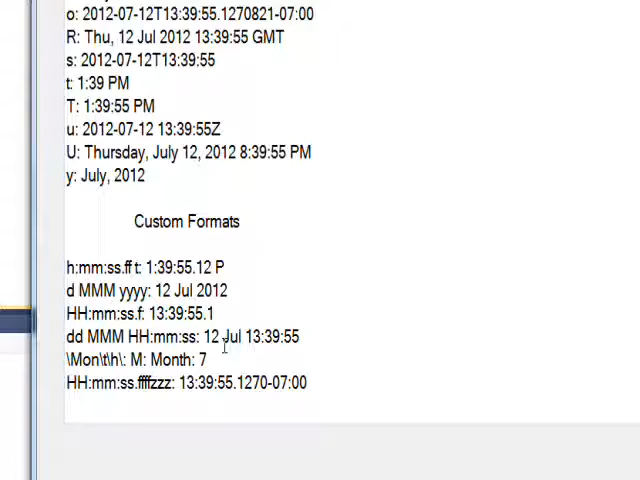 o: 2012-07-12T13:39:55.1270821-07:00
R: Thu, 12 Jul 2012 13:39:55 GMT
s: 2012-07-12T13:39:55
t: 1:39 PM
T: 1:39:55 PM
u: 2012-07-12 13:39:55Z
U: Thursday, July 12, 2012 8:39:55 PM
y: July, 2012
Custom Formats
h:mm:ss.ff t: 1:39:55.12 P
d MMM yyyy: 12 Jul 2012
HH:mm:ss.f: 13:39:55.1
dd MMM HH:mm:ss: 12 Jul 13:39:55
\Mon\t\h\: M: Month: 7
HH:mm:ss.ffffzzz: 13:39:55.1270-07:00